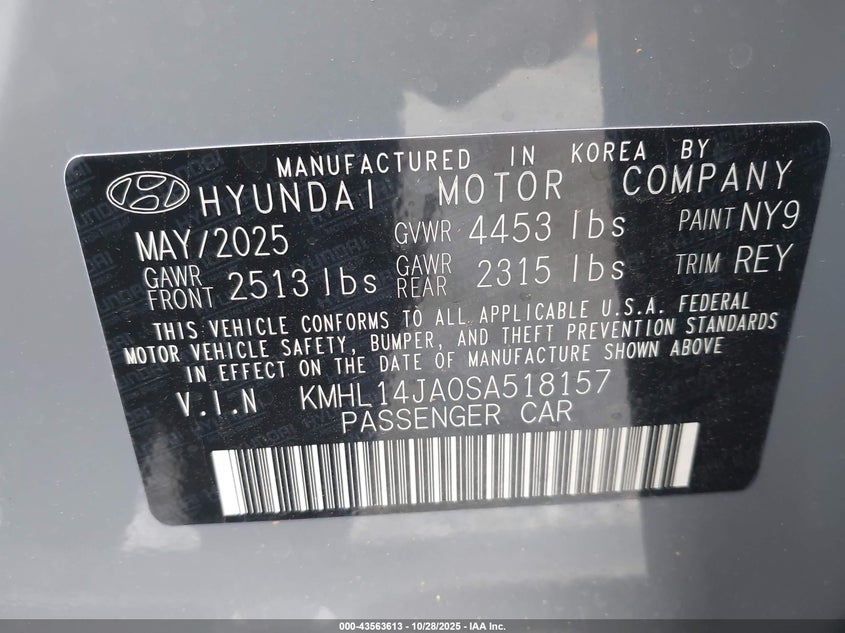 MANUFACTURED IN KOREA BY
HYUNDAI MOTOR COMPANY
MAY/2025 GVWR 4453 lbs PAINT NY9
GAWR FRONT 2513 lbs GAWR REAR 2315 lbs TRIM REY
THIS VEHICLE CONFORMS TO ALL APPLICABLE U.S.A. FEDERAL
MOTOR VEHICLE SAFETY, BUMPER, AND THEFT PREVENTION STANDARDS
IN EFFECT ON THE DATE OF MANUFACTURE SHOWN ABOVE
V.I.N KMHL14JA0SA518157
PASSENGER CAR
000-43563613 - 10/28/2025 - IAA Inc.